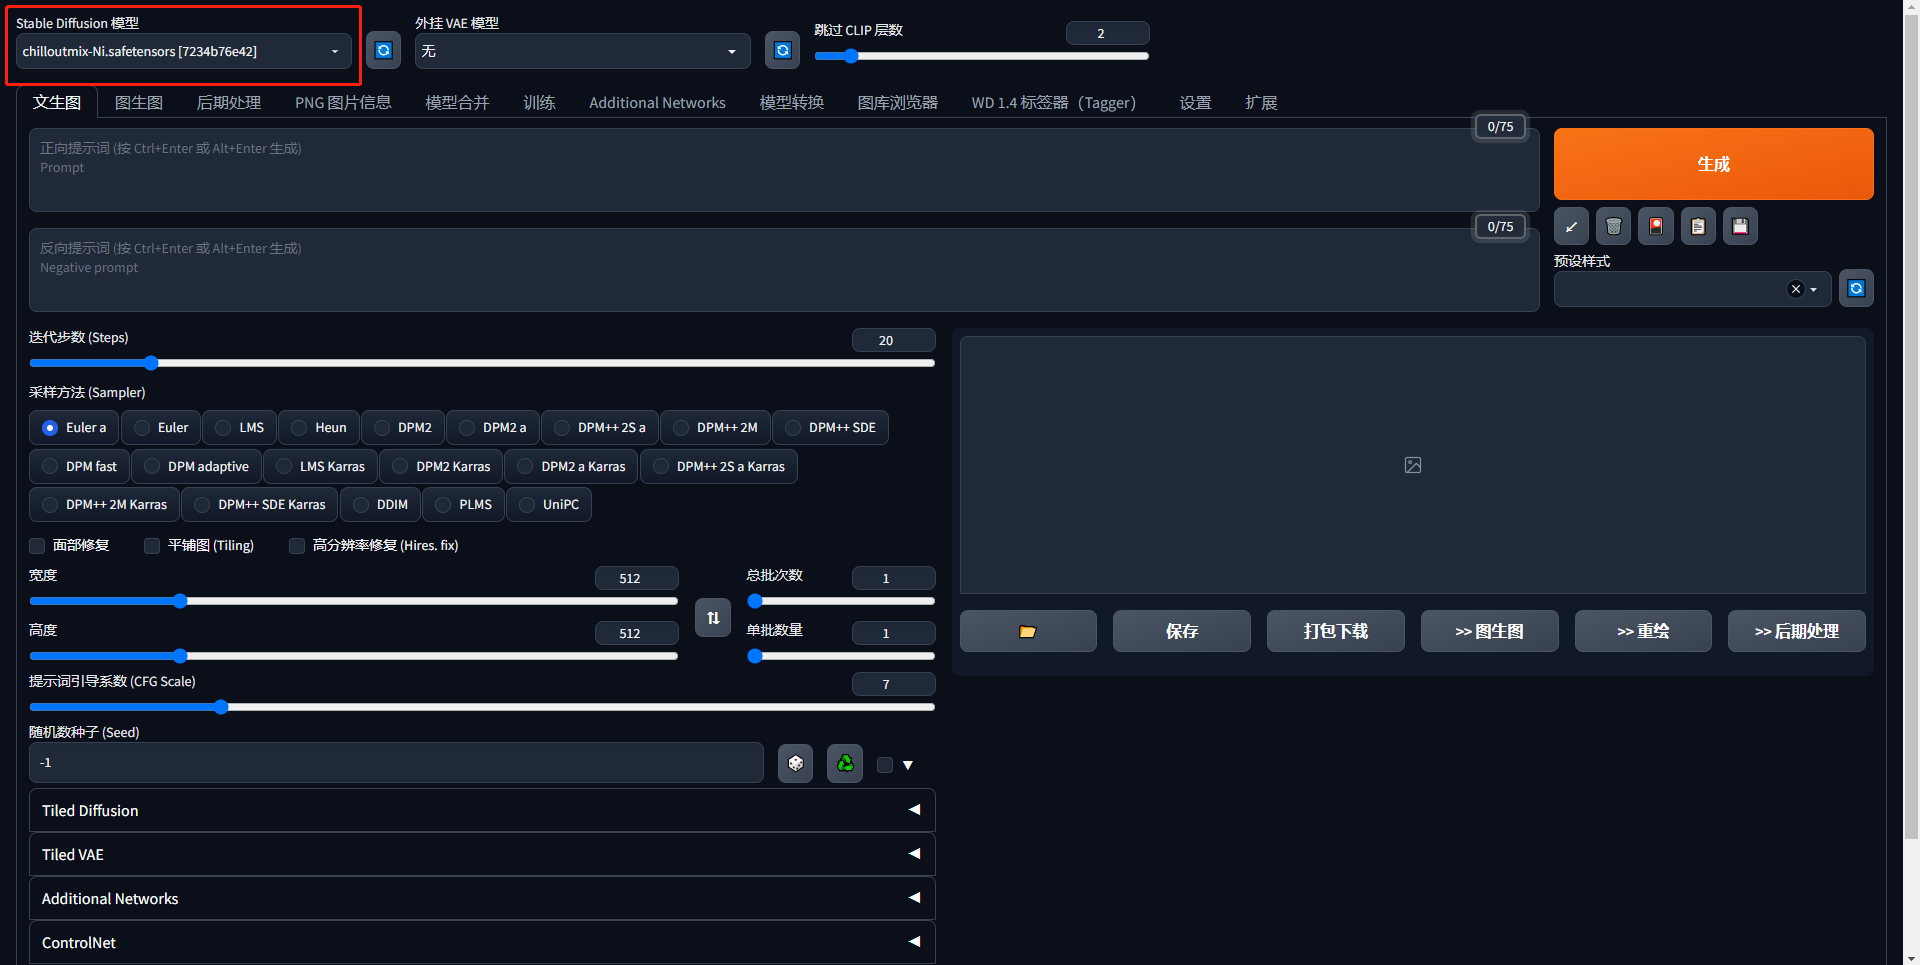 Stable Diffusion 模型
chilloutmix-Ni.safetensors [7234b76e42]
外挂 VAE 模型
无
跳过 CLIP 层数
2
文生图 图生图 后期处理 PNG 图片信息 模型合并 训练 Additional Networks 模型转换 图库浏览器 WD 1.4 标签器（Tagger） 设置 扩展
0/75
正向提示词 (按 Ctrl+Enter 或 Alt+Enter 生成)
Prompt
生成
0/75
反向提示词 (按 Ctrl+Enter 或 Alt+Enter 生成)
Negative prompt
预设样式
迭代步数 (Steps)
20
采样方法 (Sampler)
Euler a Euler LMS Heun DPM2 DPM2 a DPM++ 2S a DPM++ 2M DPM++ SDE
DPM fast DPM adaptive LMS Karras DPM2 Karras DPM2 a Karras DPM++ 2S a Karras
DPM++ 2M Karras DPM++ SDE Karras DDIM PLMS UniPC
面部修复 平铺图 (Tiling) 高分辨率修复 (Hires. fix)
宽度
512
总批次数
1
高度
512
单批数量
1
提示词引导系数 (CFG Scale)
7
随机数种子 (Seed)
-1
保存 打包下载 >> 图生图 >> 重绘 >> 后期处理
Tiled Diffusion
Tiled VAE
Additional Networks
ControlNet